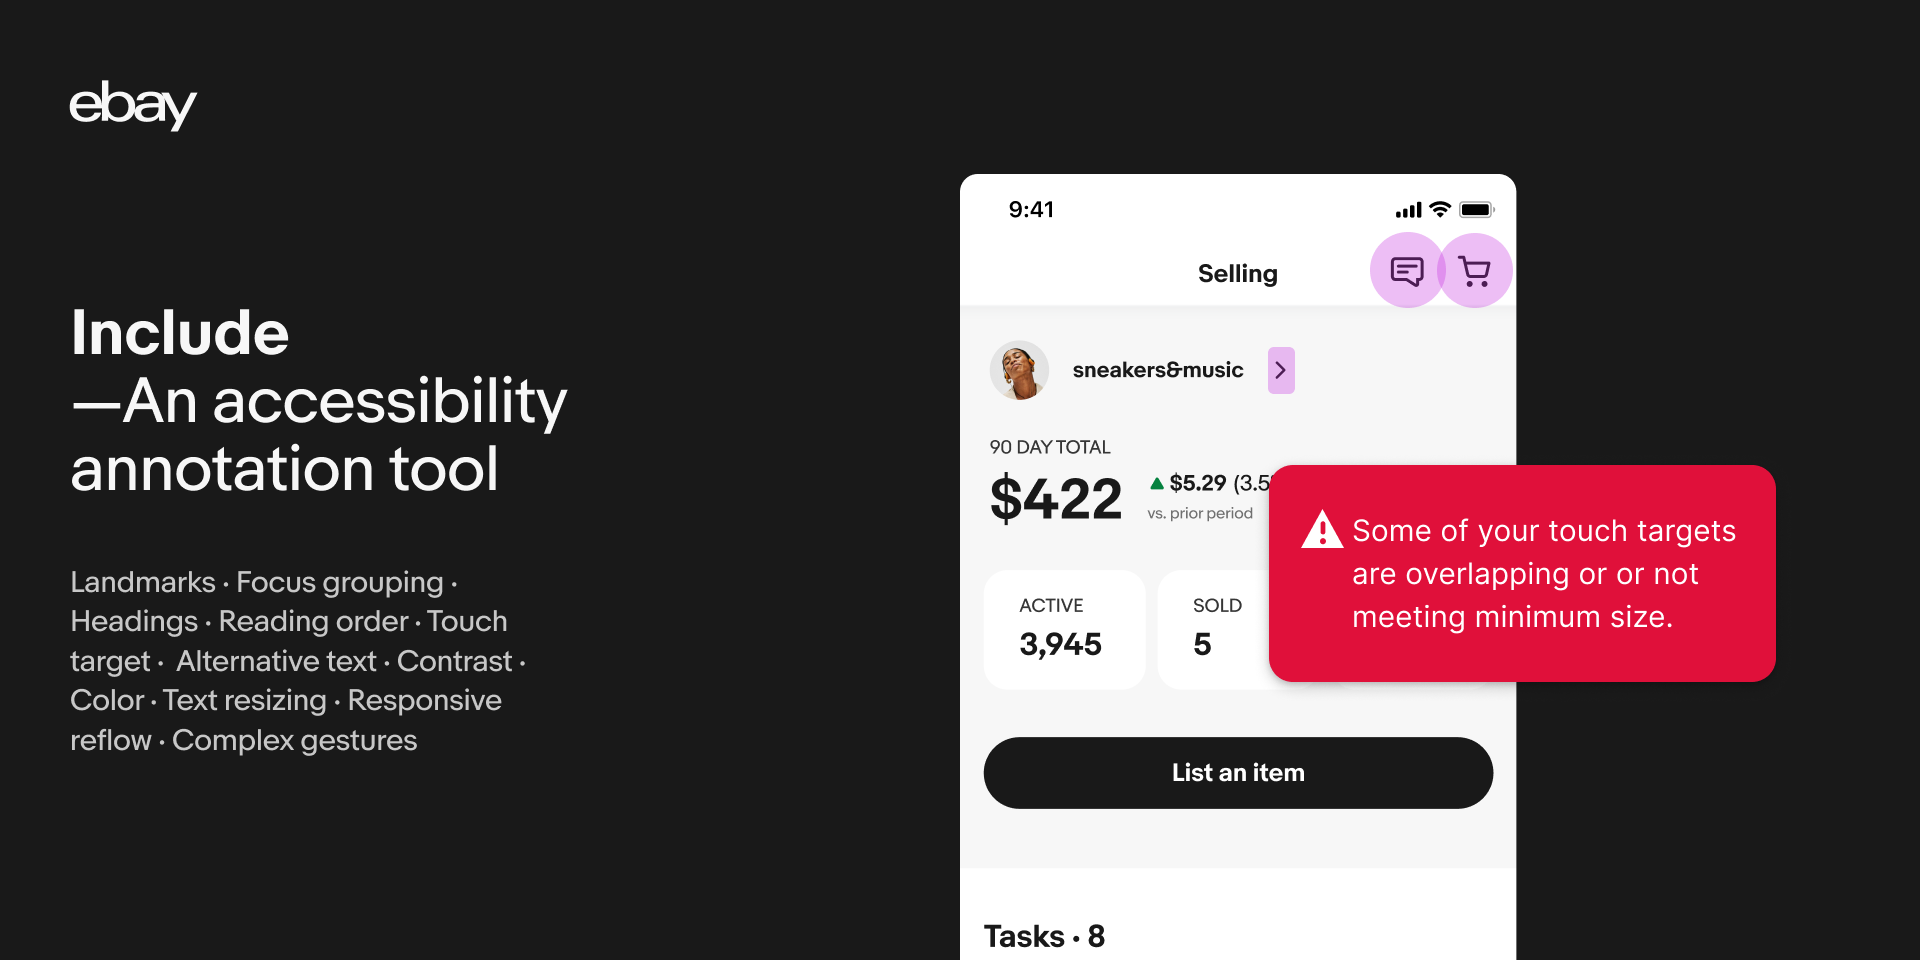 ebay
Include
—An accessibility
annotation tool
Landmarks · Focus grouping ·
Headings · Reading order · Touch
target ·  Alternative text · Contrast ·
Color · Text resizing · Responsive
reflow · Complex gestures
9:41
Selling
sneakers&music
90 DAY TOTAL
$422
$5.29 (3.5
vs. prior period
Some of your touch targets
are overlapping or or not
meeting minimum size.
ACTIVE
3,945
SOLD
5
List an item
Tasks · 8